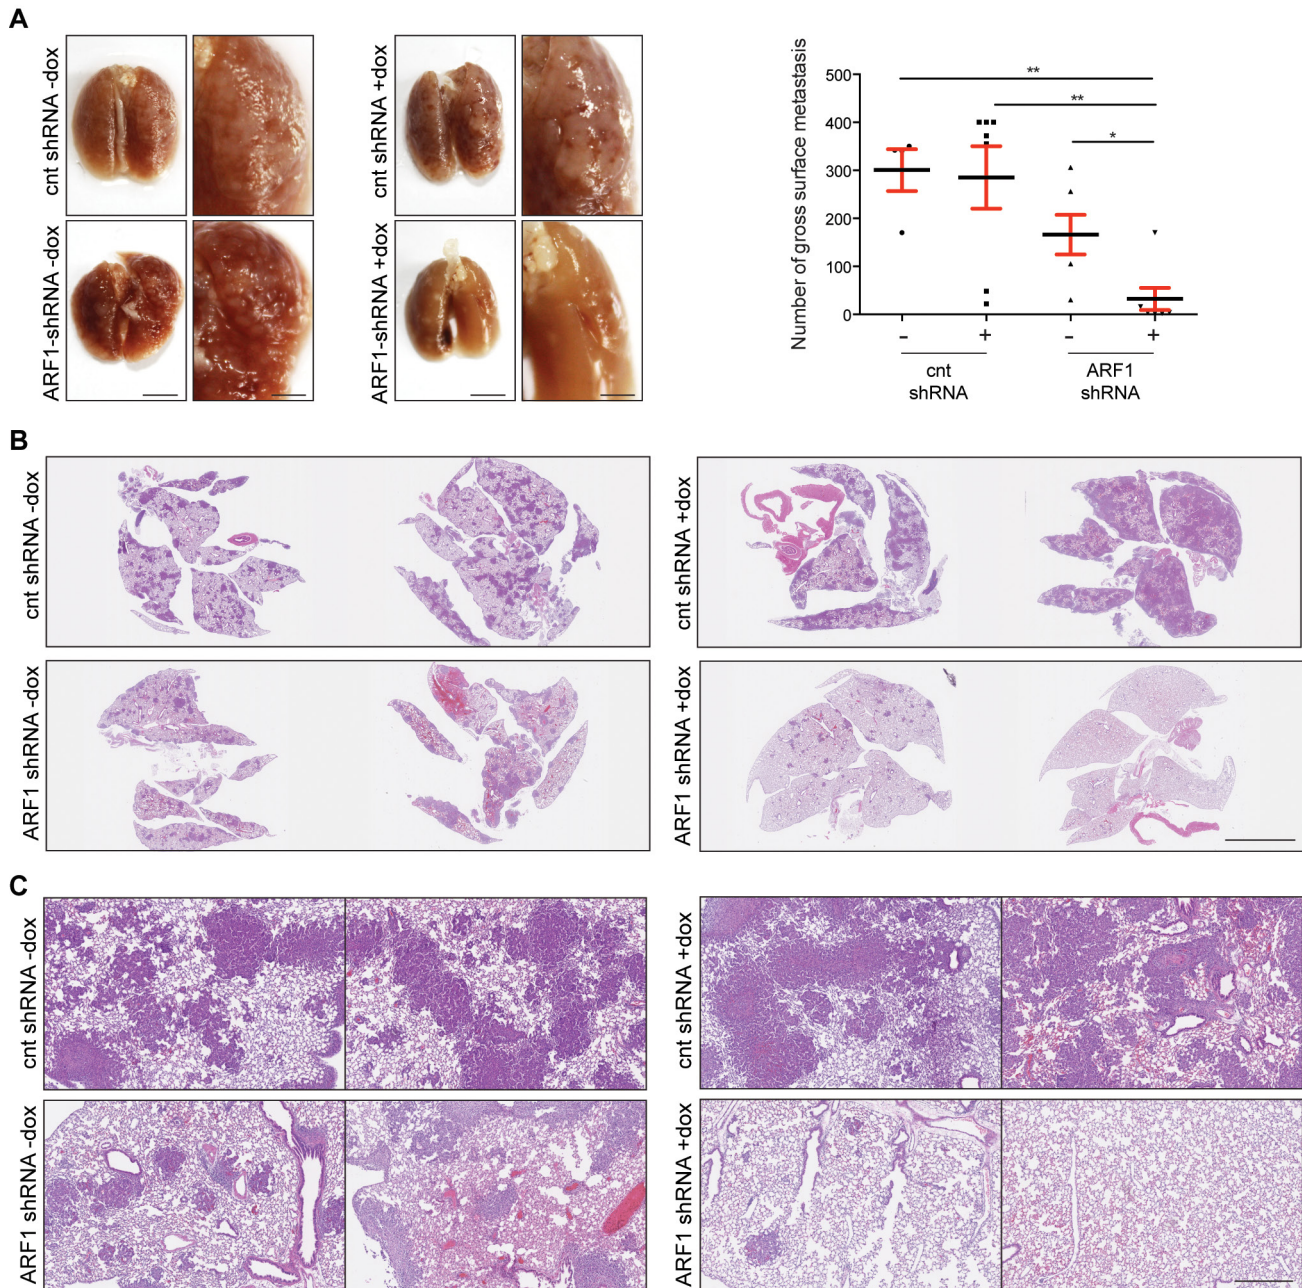 A
cnt shRNA -dox
cnt shRNA +dox
ARF1-shRNA -dox
ARF1-shRNA +dox
Number of gross surface metastasis
500
400
300
200
100
0
**
**
*
- + - +
cnt shRNA
ARF1 shRNA
B
cnt shRNA -dox
cnt shRNA +dox
ARF1 shRNA -dox
ARF1 shRNA +dox
C
cnt shRNA -dox
cnt shRNA +dox
ARF1 shRNA -dox
ARF1 shRNA +dox